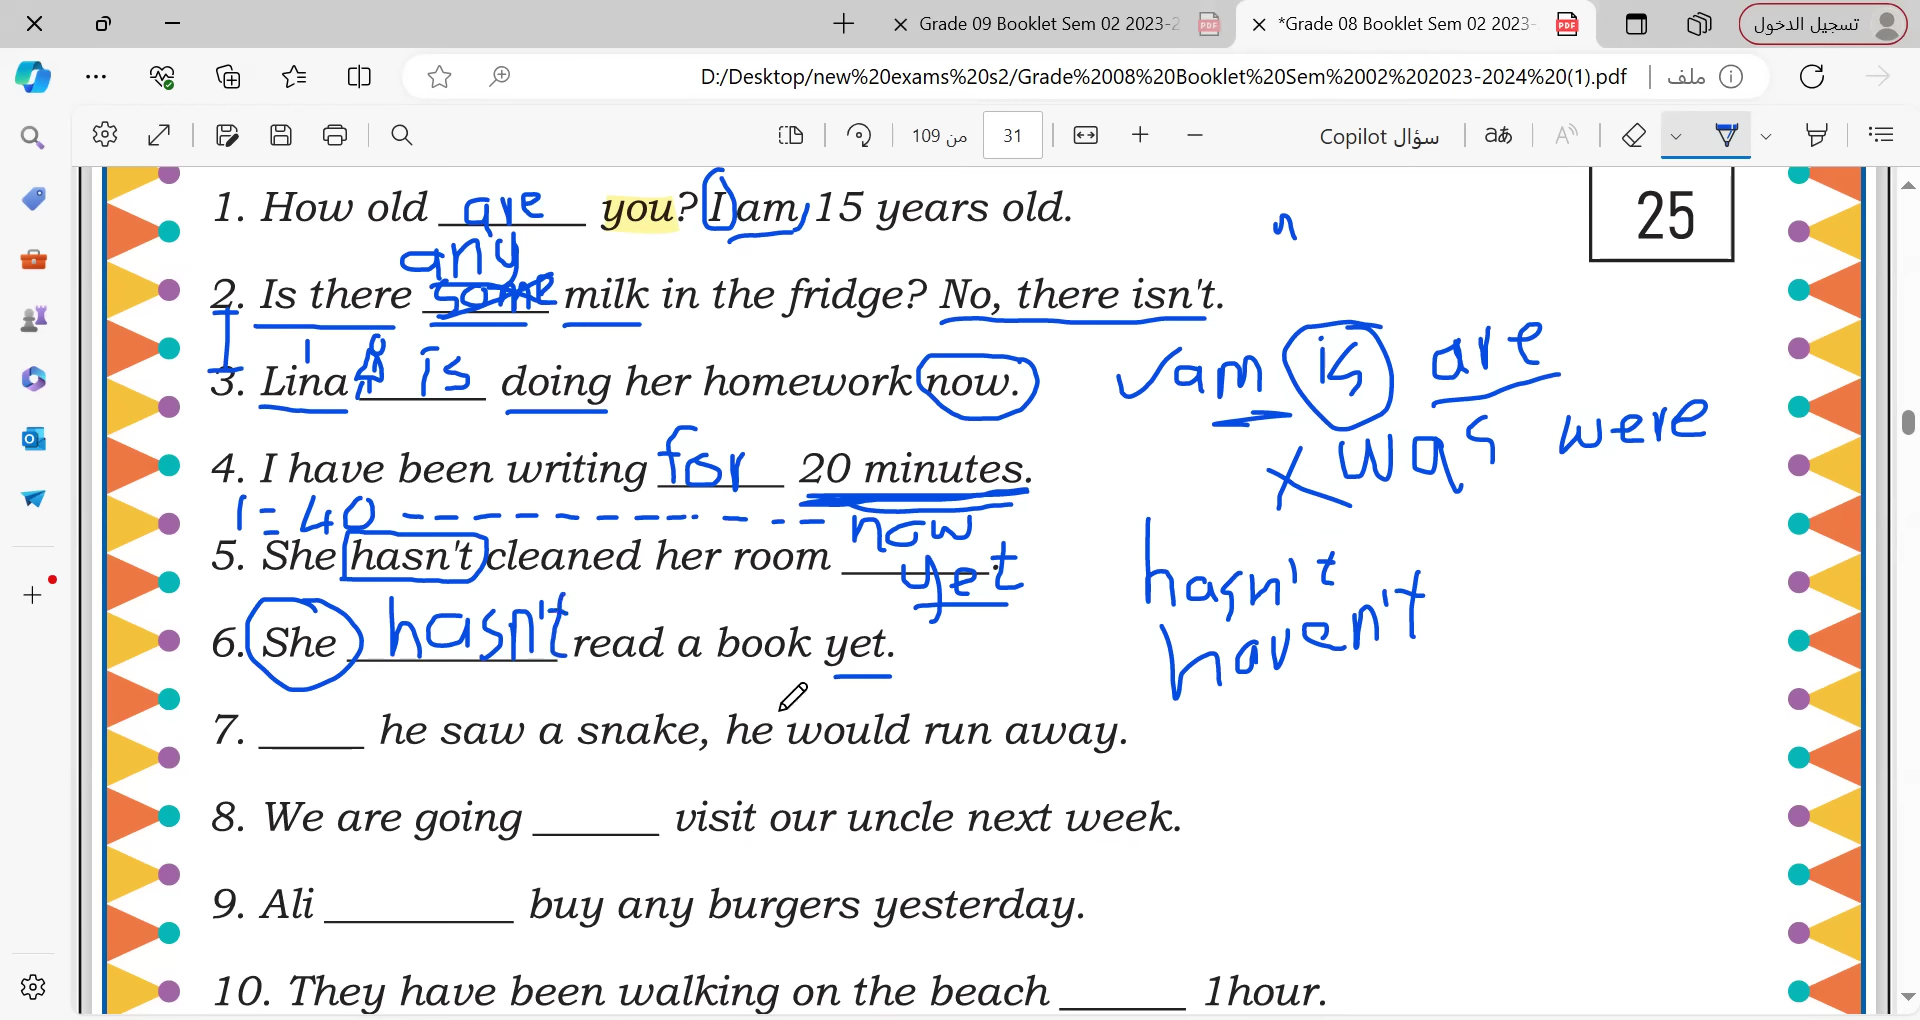 Grade 09 Booklet Sem 02 2023-2
*Grade 08 Booklet Sem 02 2023-
تسجيل الدخول
D:/Desktop/new%20exams%20s2/Grade%2008%20Booklet%20Sem%2002%202023-2024%20(1).pdf
ملف
109 من
31
سؤال Copilot
25
1. How old are you? I am 15 years old.
any
2. Is there some milk in the fridge? No, there isn't.
3. Lina is doing her homework now.
am is are
was were
4. I have been writing for 20 minutes.
1 = 40 now
5. She hasn't cleaned her room yet.
hasn't
haven't
6. She hasn't read a book yet.
7. _____ he saw a snake, he would run away.
8. We are going ______ visit our uncle next week.
9. Ali _________ buy any burgers yesterday.
10. They have been walking on the beach ______ 1hour.